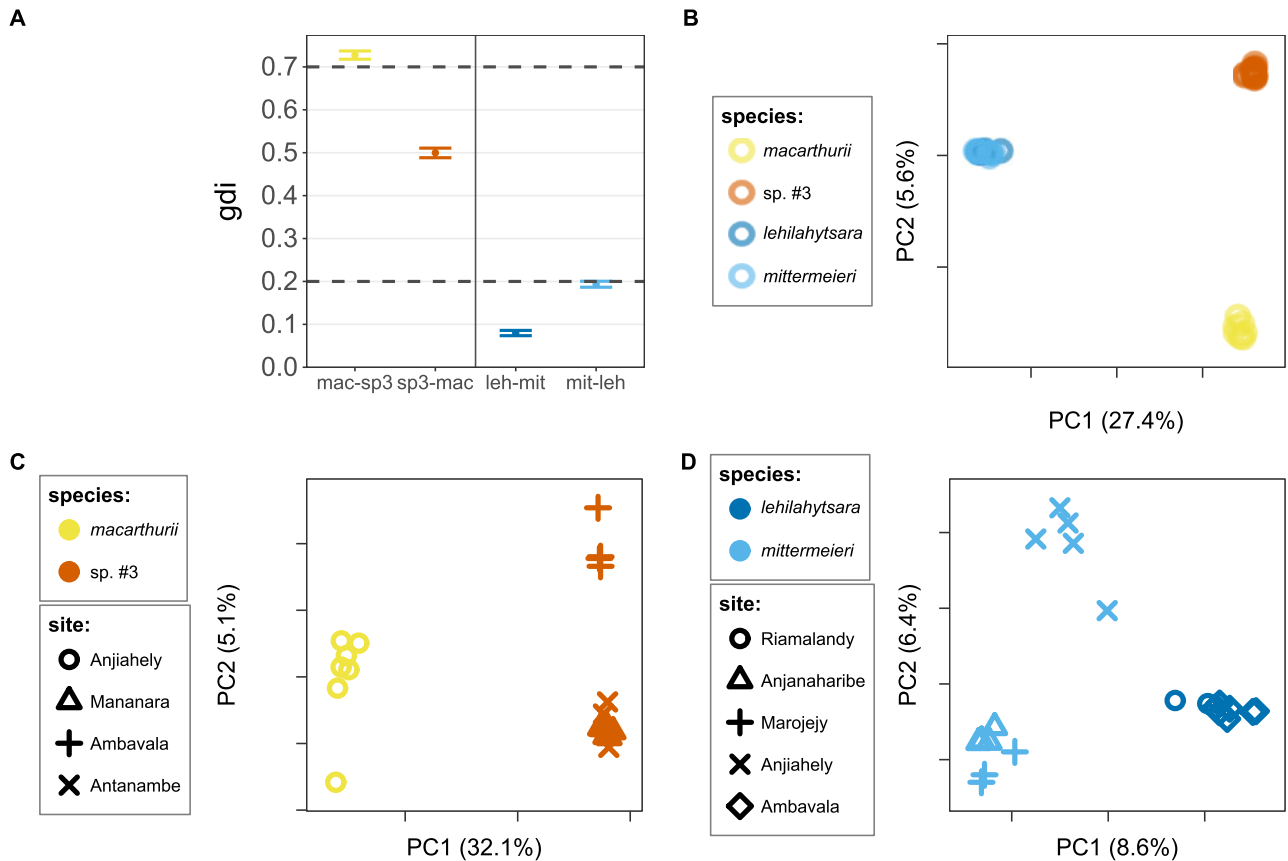 A
gdi
0.7
0.6
0.5
0.4
0.3
0.2
0.1
0.0
mac-sp3 sp3-mac leh-mit mit-leh
B
species:
macarthurii
sp. #3
lehilahytsara
mittermeieri
PC2 (5.6%)
PC1 (27.4%)
C
species:
macarthurii
sp. #3
site:
Anjiahely
Mananara
Ambavala
Antanambe
PC2 (5.1%)
PC1 (32.1%)
D
species:
lehilahytsara
mittermeieri
site:
Riamalandy
Anjanaharibe
Marojejy
Anjiahely
Ambavala
PC2 (6.4%)
PC1 (8.6%)